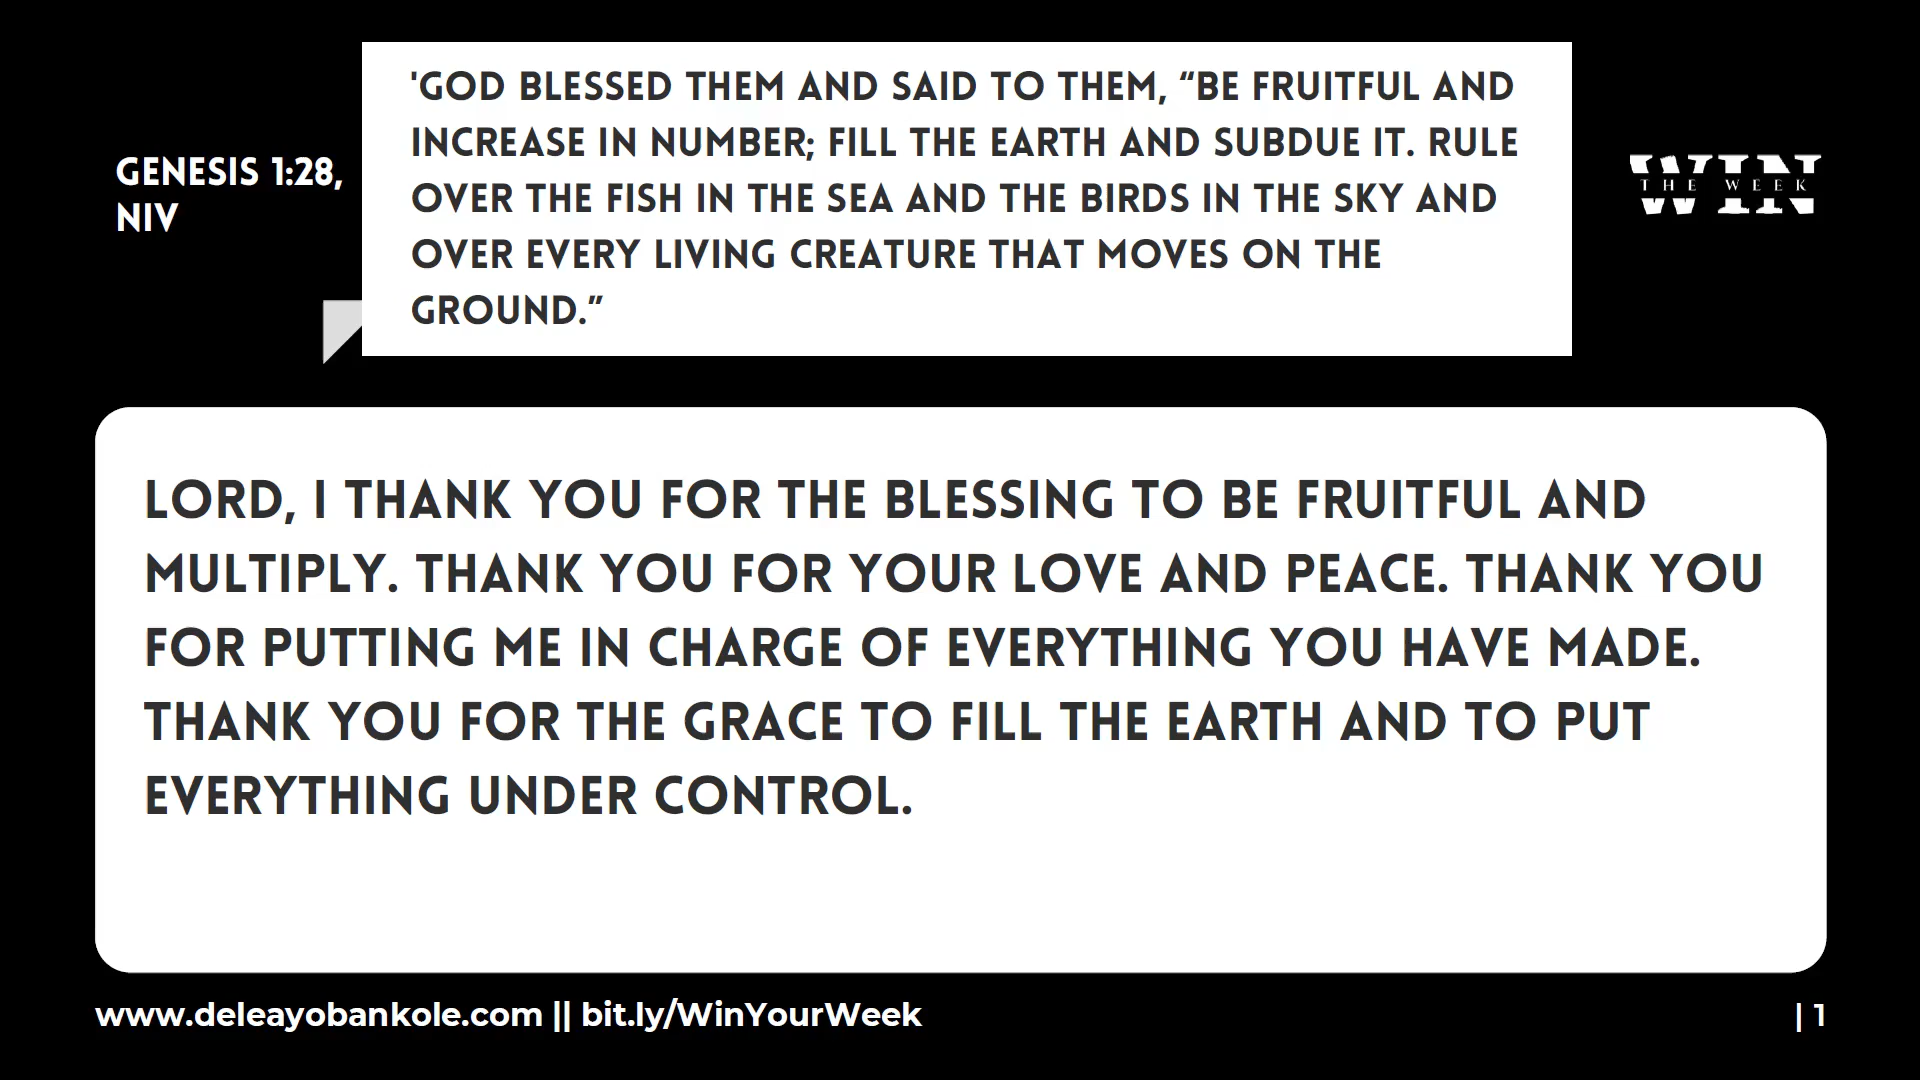 GENESIS 1:28,
NIV
'GOD BLESSED THEM AND SAID TO THEM, “BE FRUITFUL AND
INCREASE IN NUMBER; FILL THE EARTH AND SUBDUE IT. RULE
OVER THE FISH IN THE SEA AND THE BIRDS IN THE SKY AND
OVER EVERY LIVING CREATURE THAT MOVES ON THE
GROUND.”
WIN
THE WEEK
LORD, I THANK YOU FOR THE BLESSING TO BE FRUITFUL AND
MULTIPLY. THANK YOU FOR YOUR LOVE AND PEACE. THANK YOU
FOR PUTTING ME IN CHARGE OF EVERYTHING YOU HAVE MADE.
THANK YOU FOR THE GRACE TO FILL THE EARTH AND TO PUT
EVERYTHING UNDER CONTROL.
www.deleayobankole.com || bit.ly/WinYourWeek
| 1